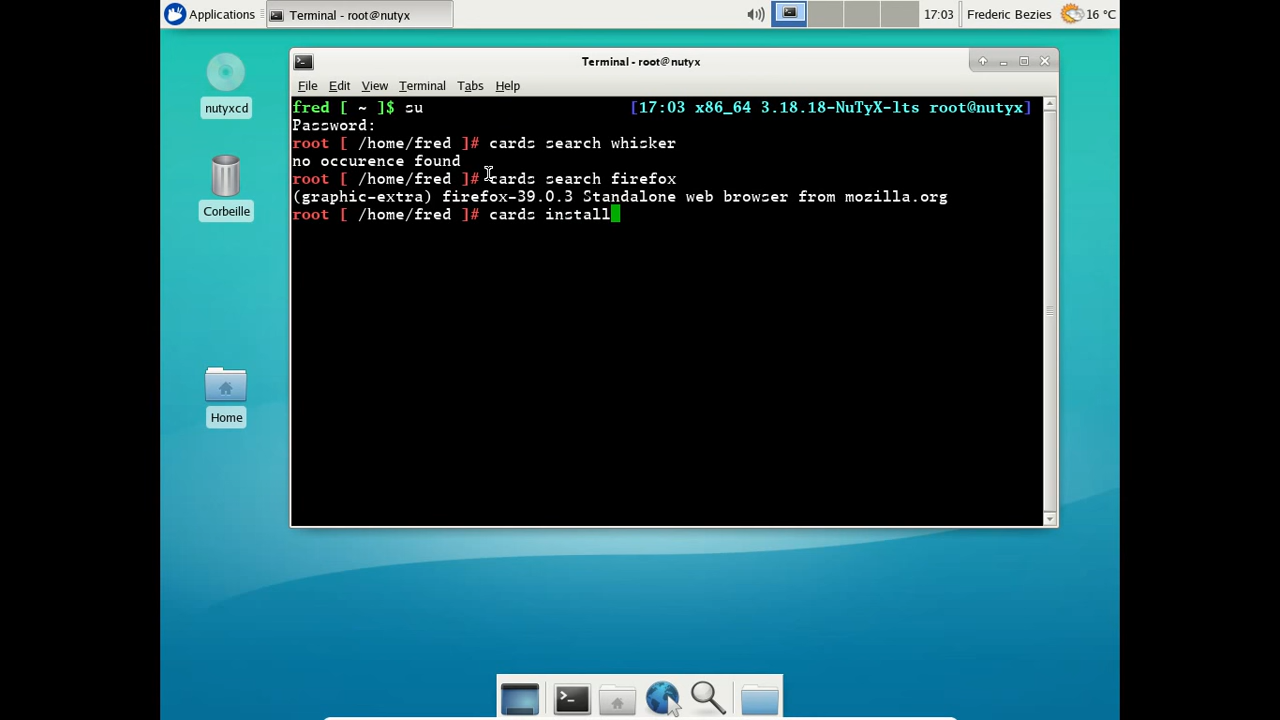 Applications
Terminal - root@nutyx
17:03
Frederic Bezies
16 °C
nutyxcd
Corbeille
Home
Terminal - root@nutyx
File Edit View Terminal Tabs Help
fred [ ~ ]$ su [17:03 x86_64 3.18.18-NuTyX-lts root@nutyx]
Password:
root [ /home/fred ]# cards search whisker
no occurence found
root [ /home/fred ]# cards search firefox
(graphic-extra) firefox-39.0.3 Standalone web browser from mozilla.org
root [ /home/fred ]# cards install